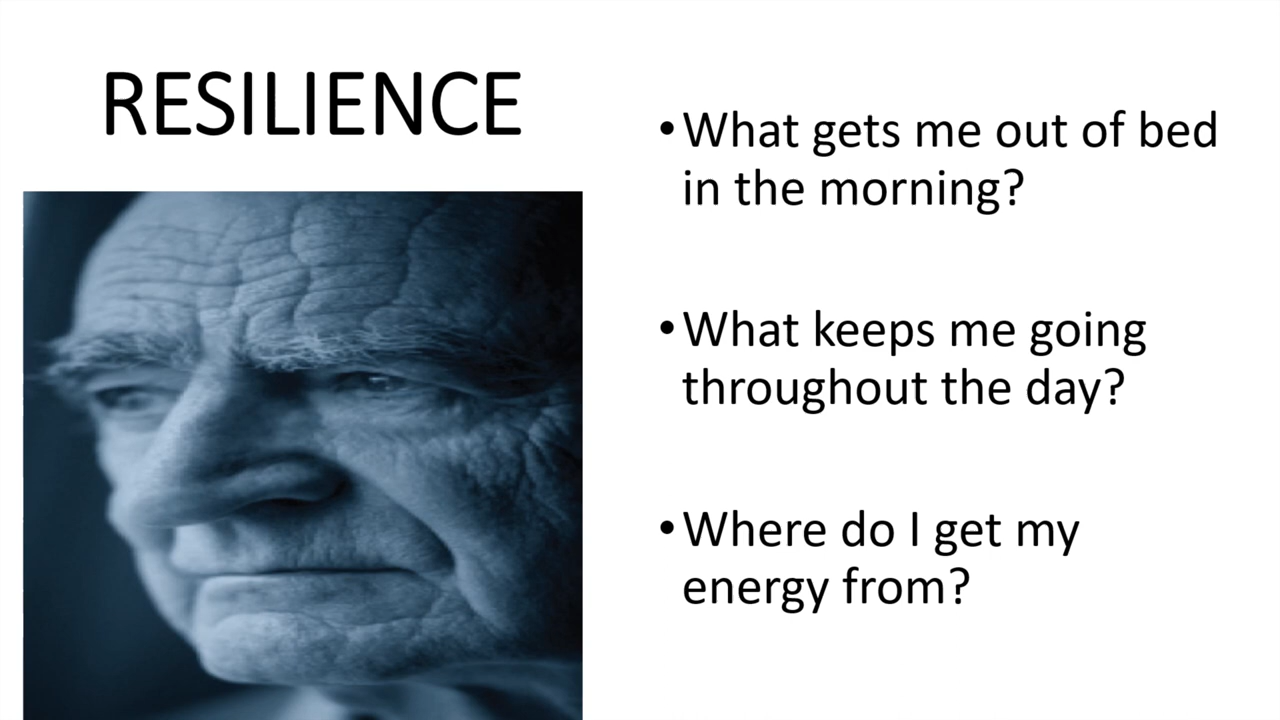 RESILIENCE
• What gets me out of bed
in the morning?
• What keeps me going
throughout the day?
• Where do I get my
energy from?